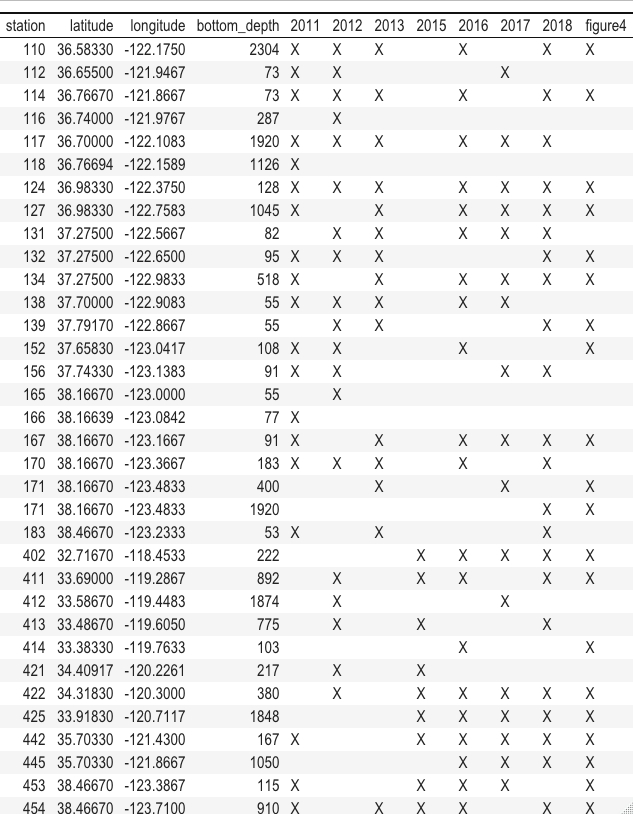 station latitude longitude bottom_depth 2011 2012 2013 2015 2016 2017 2018 figure4
110 36.58330 -122.1750 2304 X X X X X X
112 36.65500 -121.9467 73 X X X
114 36.76670 -121.8667 73 X X X X X X
116 36.74000 -121.9767 287 X
117 36.70000 -122.1083 1920 X X X X X X
118 36.76694 -122.1589 1126 X
124 36.98330 -122.3750 128 X X X X X X X
127 36.98330 -122.7583 1045 X X X X X X
131 37.27500 -122.5667 82 X X X X X
132 37.27500 -122.6500 95 X X X X X
134 37.27500 -122.9833 518 X X X X X X
138 37.70000 -122.9083 55 X X X X X
139 37.79170 -122.8667 55 X X X X
152 37.65830 -123.0417 108 X X X X
156 37.74330 -123.1383 91 X X X X
165 38.16670 -123.0000 55 X
166 38.16639 -123.0842 77 X
167 38.16670 -123.1667 91 X X X X X X
170 38.16670 -123.3667 183 X X X X X
171 38.16670 -123.4833 400 X X X
171 38.16670 -123.4833 1920 X X
183 38.46670 -123.2333 53 X X X
402 32.71670 -118.4533 222 X X X X X
411 33.69000 -119.2867 892 X X X X X
412 33.58670 -119.4483 1874 X X
413 33.48670 -119.6050 775 X X X
414 33.38330 -119.7633 103 X X
421 34.40917 -120.2261 217 X X
422 34.31830 -120.3000 380 X X X X X X
425 33.91830 -120.7117 1848 X X X X X
442 35.70330 -121.4300 167 X X X X X X
445 35.70330 -121.8667 1050 X X X X
453 38.46670 -123.3867 115 X X X X X
454 38.46670 -123.7100 910 X X X X X X